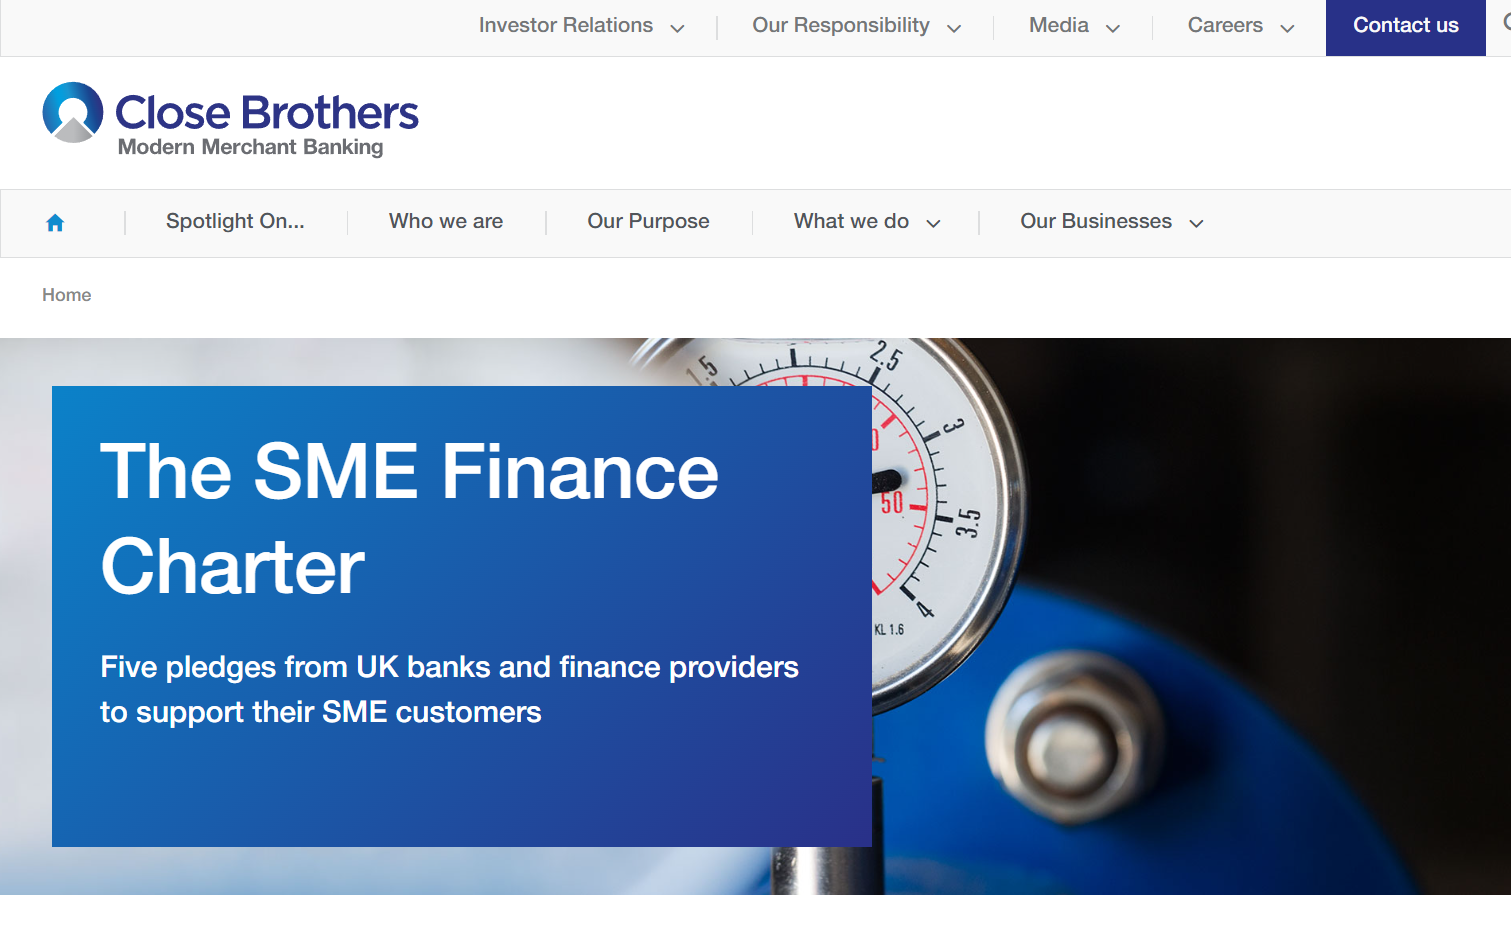 Investor Relations
Our Responsibility
Media
Careers
Contact us
Close Brothers
Modern Merchant Banking
Spotlight On...
Who we are
Our Purpose
What we do
Our Businesses
Home
1.5
2.5
3
3.5
4
50
KL 1.6
The SME Finance
Charter
Five pledges from UK banks and finance providers
to support their SME customers